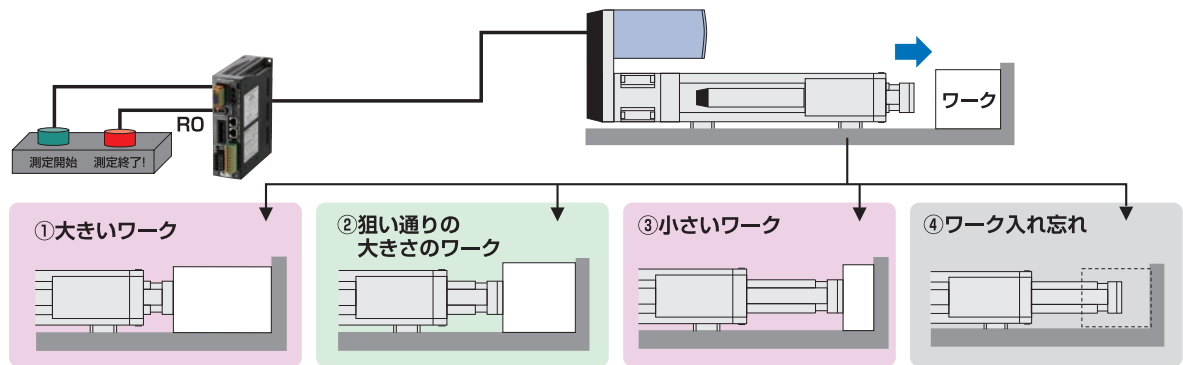 RO
測定開始 測定終了!
ワーク
①大きいワーク
②狙い通りの
大きさのワーク
③小さいワーク
④ワーク入れ忘れ